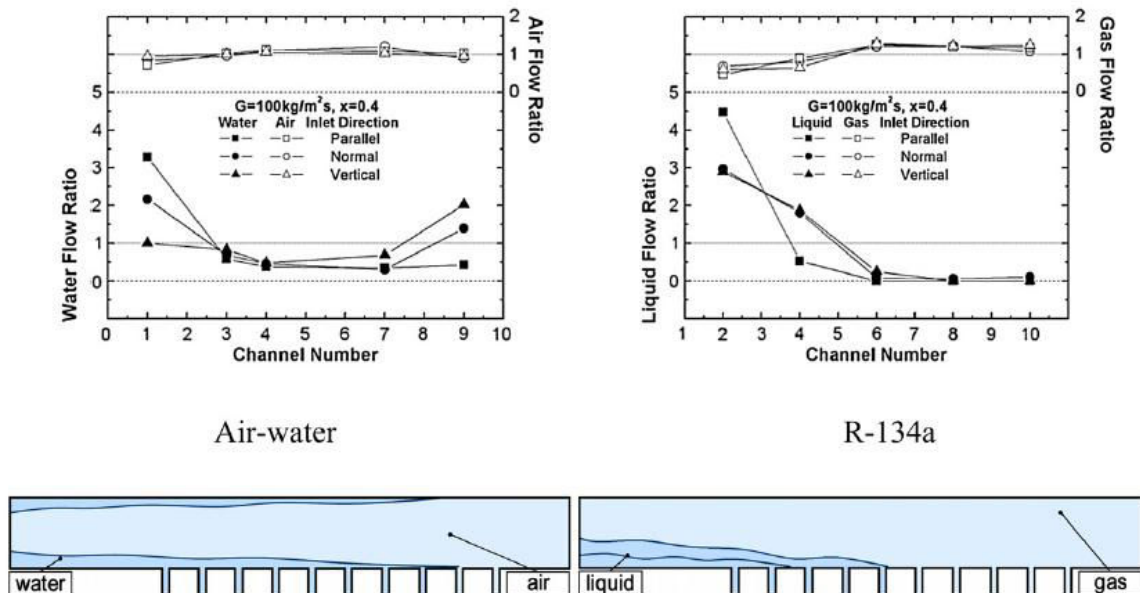 2
1
0
Air Flow Ratio
5
4
3
2
1
0
Water Flow Ratio
G=100kg/m²s, x=0.4
Water Air Inlet Direction
Parallel
Normal
Vertical
0 1 2 3 4 5 6 7 8 9 10
Channel Number
Air-water
2
1
0
Gas Flow Ratio
5
4
3
2
1
0
Liquid Flow Ratio
G=100kg/m²s, x=0.4
Liquid Gas Inlet Direction
Parallel
Normal
Vertical
1 2 3 4 5 6 7 8 9 10
Channel Number
R-134a
water
air
liquid
gas